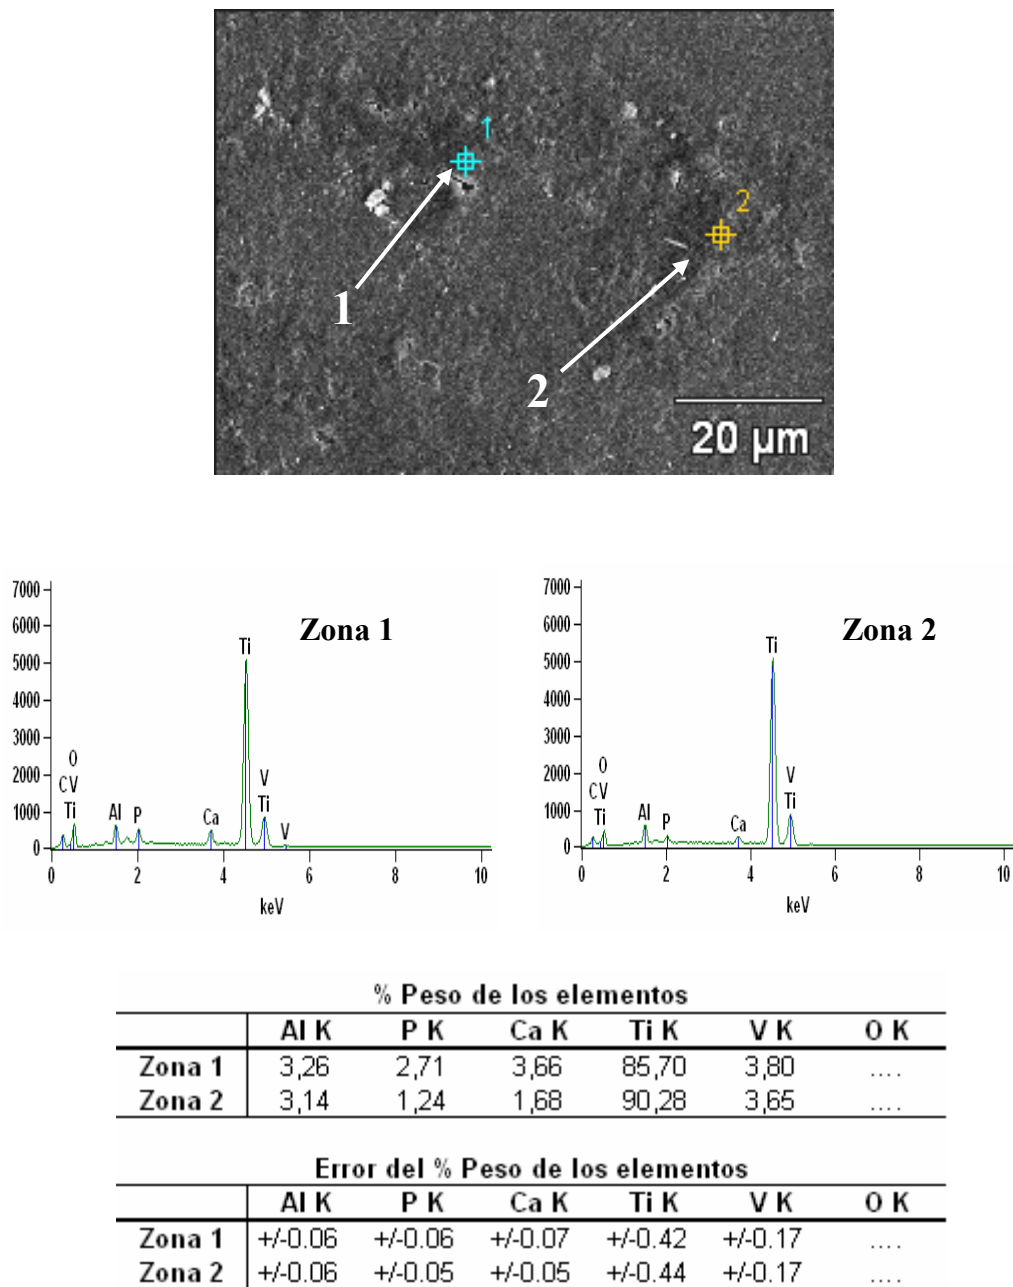 1
2
1
2
20 µm
Zona 1
7000
6000
5000
4000
3000
2000
1000
0
Ti
O
C V
Ti
Al
P
Ca
V
Ti
V
0 2 4 6 8 10
keV
Zona 2
7000
6000
5000
4000
3000
2000
1000
0
Ti
O
C V
Ti
Al
P
Ca
V
Ti
0 2 4 6 8 10
keV
% Peso de los elementos
Al K P K Ca K Ti K V K O K
Zona 1 3,26 2,71 3,66 85,70 3,80 ....
Zona 2 3,14 1,24 1,68 90,28 3,65 ....
Error del % Peso de los elementos
Al K P K Ca K Ti K V K O K
Zona 1 +/-0.06 +/-0.06 +/-0.07 +/-0.42 +/-0.17 ....
Zona 2 +/-0.06 +/-0.05 +/-0.05 +/-0.44 +/-0.17 ....